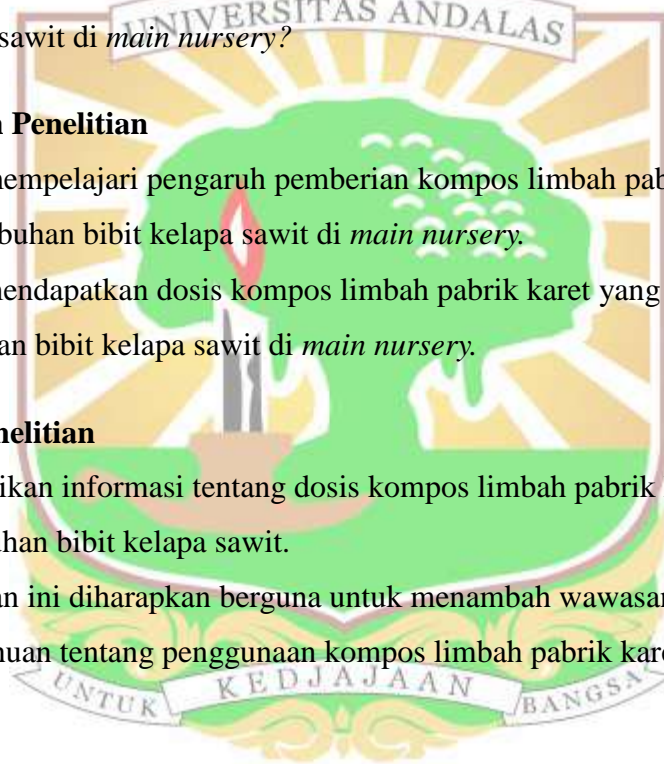 UNIVERSITAS ANDALAS
sawit di main nursery?
Penelitian
mempelajari pengaruh pemberian kompos limbah pab
buhan bibit kelapa sawit di main nursery.
mendapatkan dosis kompos limbah pabrik karet yang
an bibit kelapa sawit di main nursery.
nelitian
ikan informasi tentang dosis kompos limbah pabrik
uhan bibit kelapa sawit.
an ini diharapkan berguna untuk menambah wawasan
huan tentang penggunaan kompos limbah pabrik kare
UNTUK KEDJAJAAN BANGSA